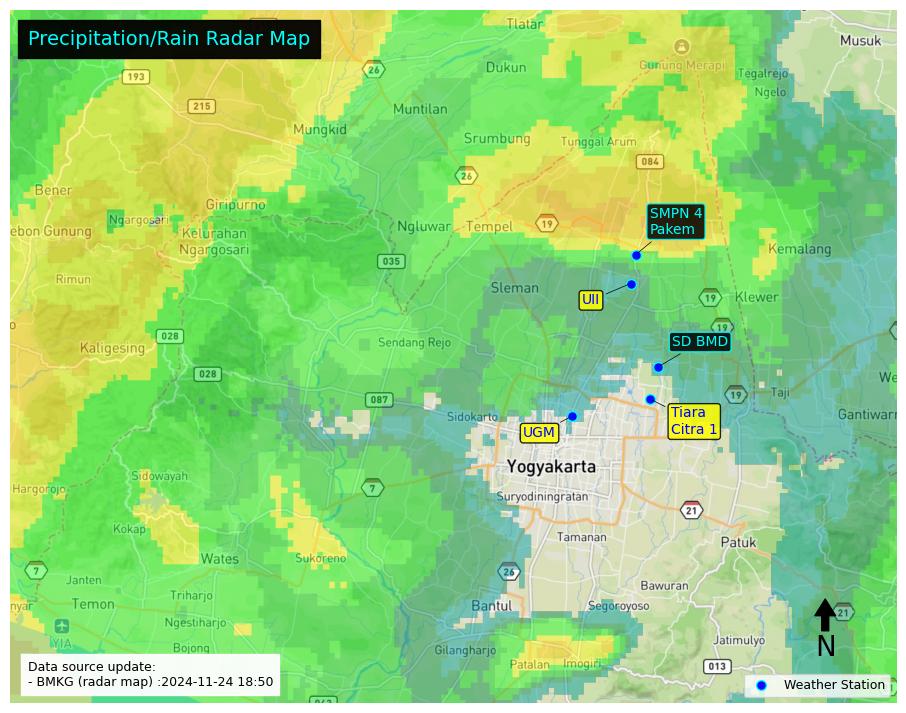 Precipitation/Rain Radar Map
Tlatar
Musuk
193
26
Dukun
Gunung Merapi
Tegalrejo
Ngelo
215
Muntilan
Mungkid
Srumbung
Tunggal Arum
084
26
Bener
Giripurno
Ngargosari
Kelurahan
Ngargosari
ebon Gunung
Ngluwar
Tempel
19
SMPN 4
Pakem
Kemalang
035
Rimun
Sleman
UII
19
Klewer
19
028
Sendang Rejo
SD BMD
Kaligesing
028
087
19
Taji
We
Gantiwarn
Sidokarto
UGM
Tiara
Citra 1
Yogyakarta
Sidowayah
Hargorojo
7
Suryodiningratan
21
Kokap
Tamanan
Patuk
Wates
Sukoreno
7
26
Janten
Triharjo
Bawuran
Temon
Bantul
Segoroyoso
21
nyar
Ngestiharjo
YIA
Bojong
Gilangharjo
Jatimulyo
N
Patalan
Imogiri
013
Data source update:
- BMKG (radar map) :2024-11-24 18:50
Weather Station